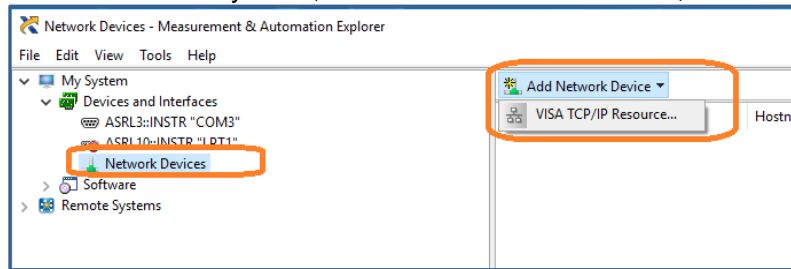 Network Devices - Measurement & Automation Explorer
File Edit View Tools Help
My System
Devices and Interfaces
ASRL3::INSTR "COM3"
ASRL10::INSTR "LPT1"
Network Devices
Software
Remote Systems
Add Network Device
VISA TCP/IP Resource...
Hostn